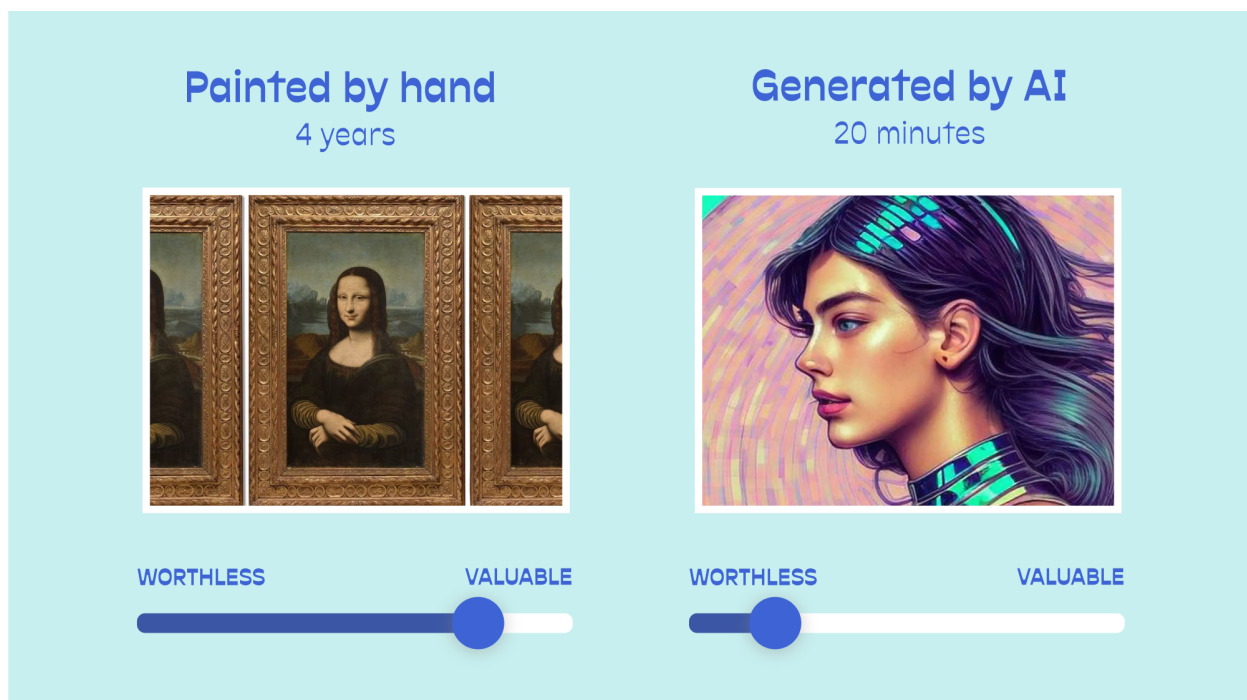 Painted by hand
4 years
Generated by AI
20 minutes
WORTHLESS VALUABLE
WORTHLESS VALUABLE